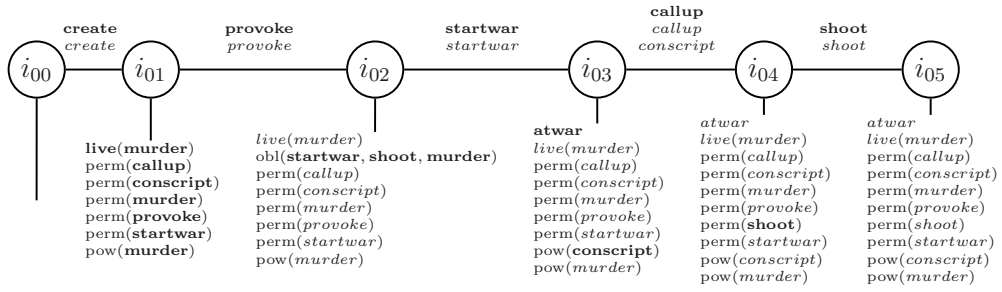 create
create
provoke
provoke
startwar
startwar
callup
callup
conscript
shoot
shoot
i00
i01
i02
i03
i04
i05
live(murder)
perm(callup)
perm(conscript)
perm(murder)
perm(provoke)
perm(startwar)
pow(murder)
live(murder)
obl(startwar, shoot, murder)
perm(callup)
perm(conscript)
perm(murder)
perm(provoke)
perm(startwar)
pow(murder)
atwar
live(murder)
perm(callup)
perm(conscript)
perm(murder)
perm(provoke)
perm(startwar)
pow(conscript)
pow(murder)
atwar
live(murder)
perm(callup)
perm(conscript)
perm(murder)
perm(provoke)
perm(shoot)
perm(startwar)
pow(conscript)
pow(murder)
atwar
live(murder)
perm(callup)
perm(conscript)
perm(murder)
perm(provoke)
perm(shoot)
perm(startwar)
pow(conscript)
pow(murder)